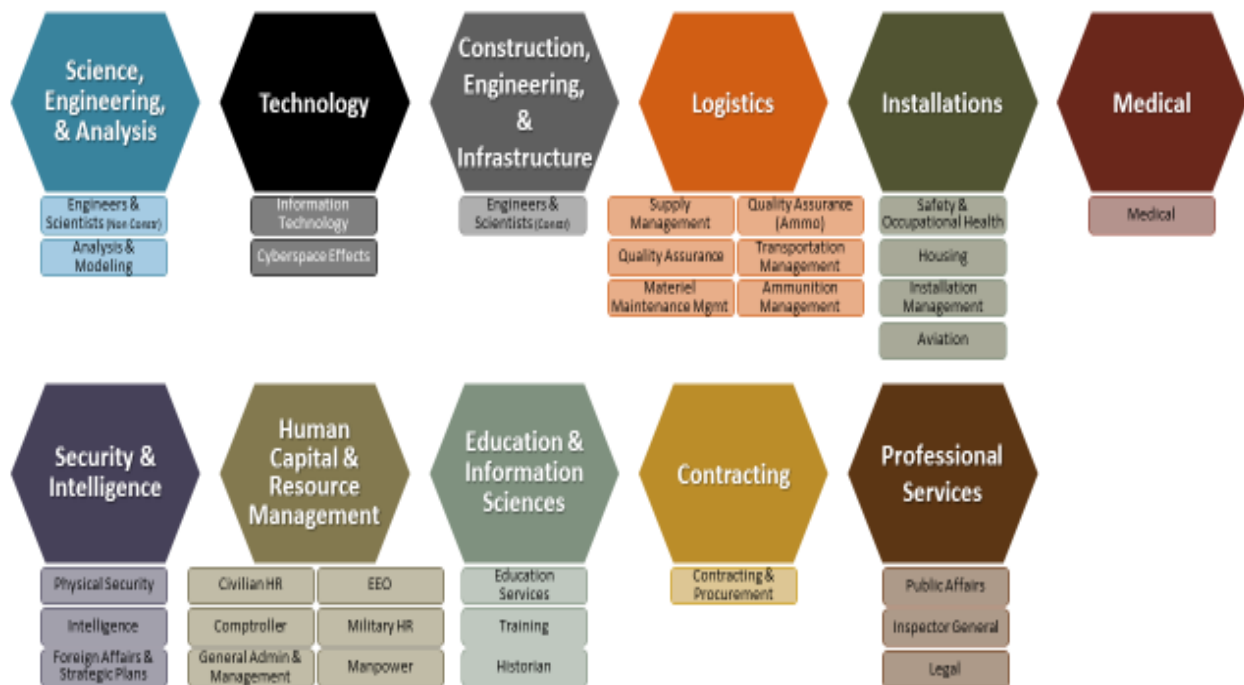 Science,
Engineering,
& Analysis
Engineers &
Scientists (Non Constr)
Analysis &
Modeling
Technology
Information
Technology
Cyberspace Effects
Construction,
Engineering,
&
Infrastructure
Engineers &
Scientists (Constr)
Logistics
Supply
Management
Quality Assurance
(Ammo)
Quality Assurance
Transportation
Management
Materiel
Maintenance Mgmt
Ammunition
Management
Installations
Safety &
Occupational Health
Housing
Installation
Management
Aviation
Medical
Medical
Security &
Intelligence
Physical Security
Intelligence
Foreign Affairs &
Strategic Plans
Human
Capital &
Resource
Management
Civilian HR
EEO
Comptroller
Military HR
General Admin &
Management
Manpower
Education &
Information
Sciences
Education
Services
Training
Historian
Contracting
Contracting &
Procurement
Professional
Services
Public Affairs
Inspector General
Legal